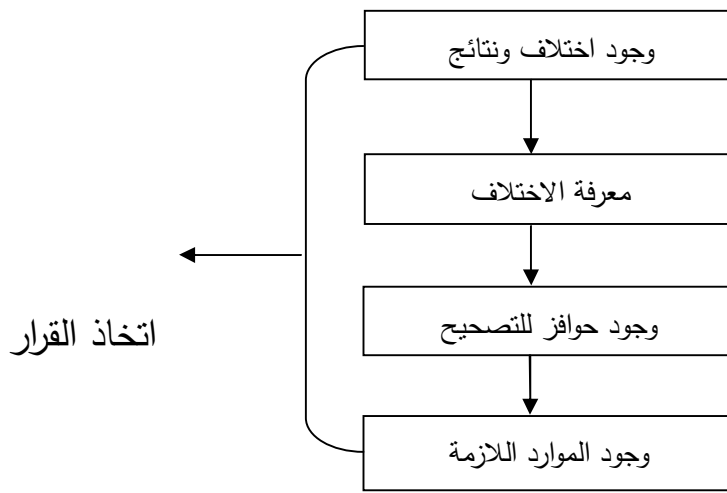 وجود اختلاف ونتائج
معرفة الاختلاف
وجود حوافز للتصحيح
وجود الموارد اللازمة
اتخاذ القرار